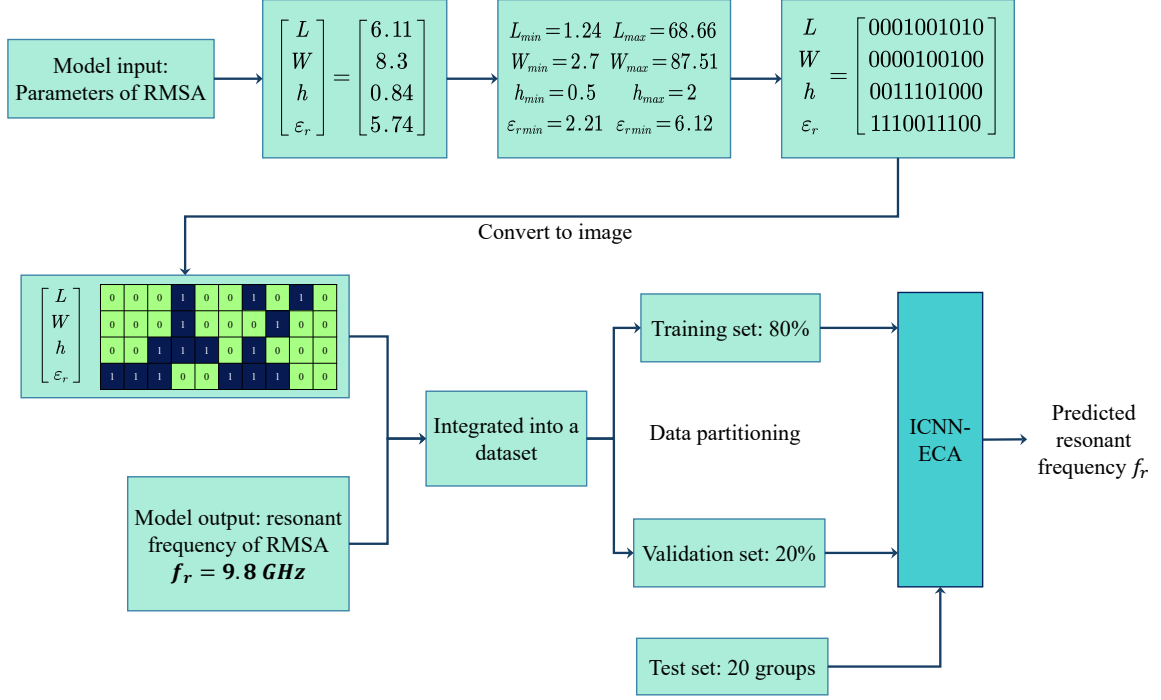 Model input:
Parameters of RMSA
L
W
h
εr
=
6.11
8.3
0.84
5.74
Lmin=1.24 Lmax=68.66
Wmin=2.7 Wmax=87.51
hmin=0.5 hmax=2
εrmin=2.21 εrmin=6.12
L
W
h
εr
=
0001001010
0000100100
0011101000
1110011100
Convert to image
L 0 0 0 1 0 0 1 0 1 0
W 0 0 0 1 0 0 0 1 0 0
h 0 0 1 1 1 0 1 0 0 0
εr 1 1 1 0 0 1 1 1 0 0
Model output: resonant
frequency of RMSA
fr = 9.8 GHz
Integrated into a
dataset
Training set: 80%
Data partitioning
Validation set: 20%
Test set: 20 groups
ICNN-
ECA
Predicted
resonant
frequency fr